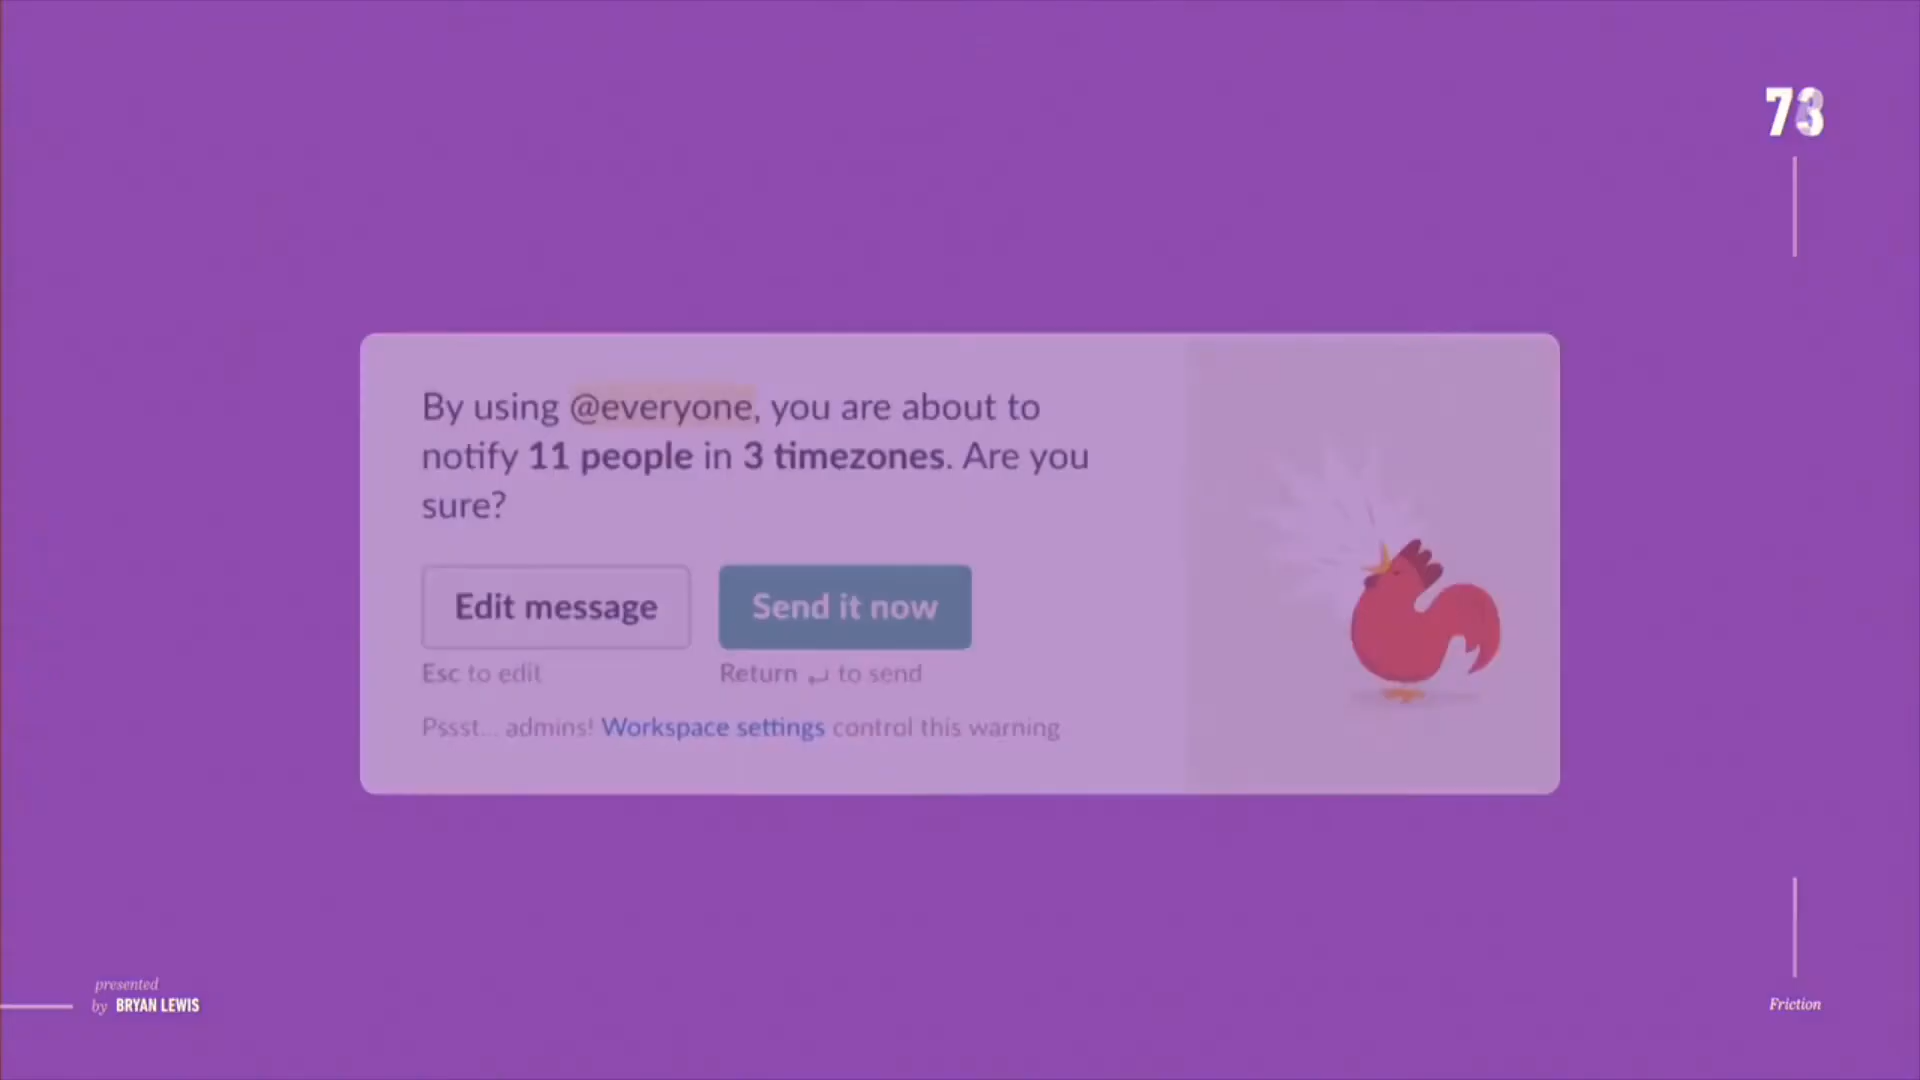 73
By using @everyone, you are about to
notify 11 people in 3 timezones. Are you
sure?
Edit message
Send it now
Esc to edit
Return ↵ to send
Pssst... admins! Workspace settings control this warning
presented
by BRYAN LEWIS
Friction